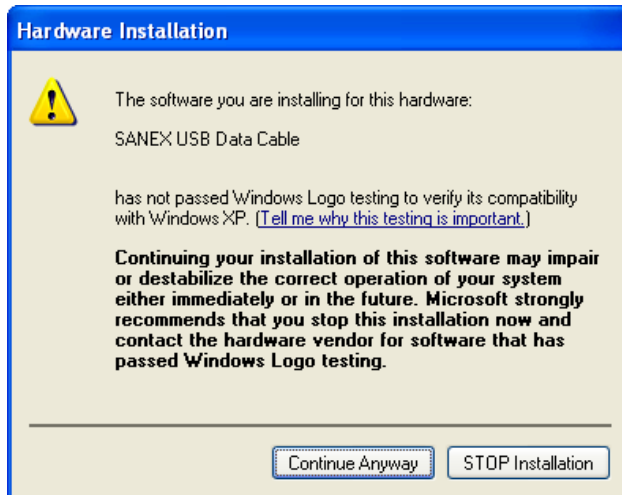 Hardware Installation
The software you are installing for this hardware:
SANEX USB Data Cable
has not passed Windows Logo testing to verify its compatibility
with Windows XP. (Tell me why this testing is important.)
Continuing your installation of this software may impair
or destabilize the correct operation of your system
either immediately or in the future. Microsoft strongly
recommends that you stop this installation now and
contact the hardware vendor for software that has
passed Windows Logo testing.
Continue Anyway STOP Installation